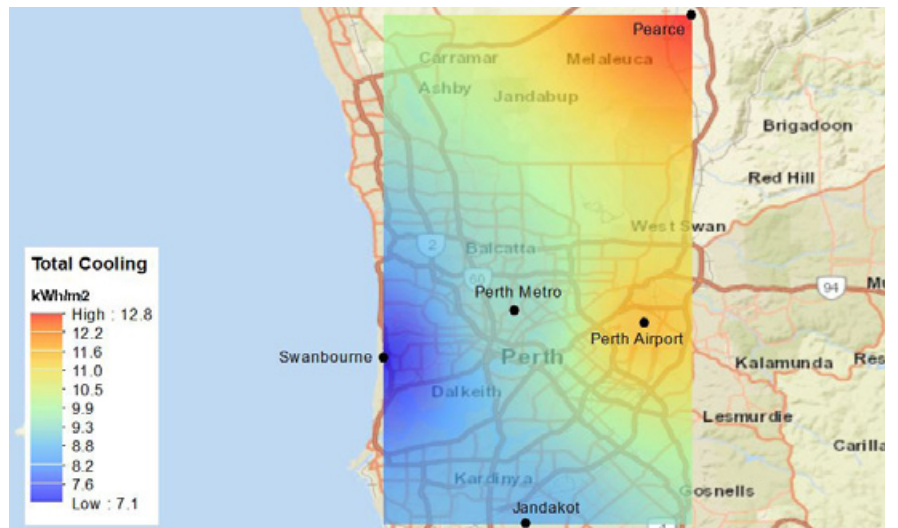 Pearce
Carramar
Melaleuca
Ashby
Jandabup
Brigadoon
Red Hill
West Swan
2
Balcatta
60
94
Perth Metro
Perth Airport
Swanbourne
Perth
Kalamunda
Dalkeith
Lesmurdie
Kardinya
Gosnells
Jandakot
Total Cooling
kWh/m2
High : 12.8
12.2
11.6
11.0
10.5
9.9
9.3
8.8
8.2
7.6
Low : 7.1